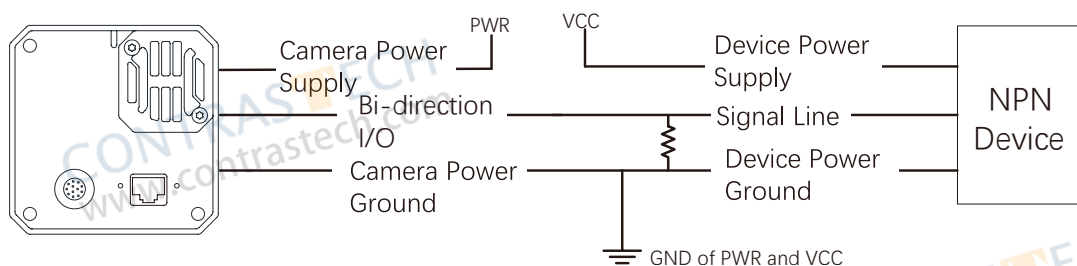 PWR
VCC
Camera Power
Supply
Device Power
Supply
Bi-direction
I/O
Signal Line
NPN
Device
Camera Power
Ground
Device Power
Ground
GND of PWR and VCC
CONTRASTECH
www.contrastech.com